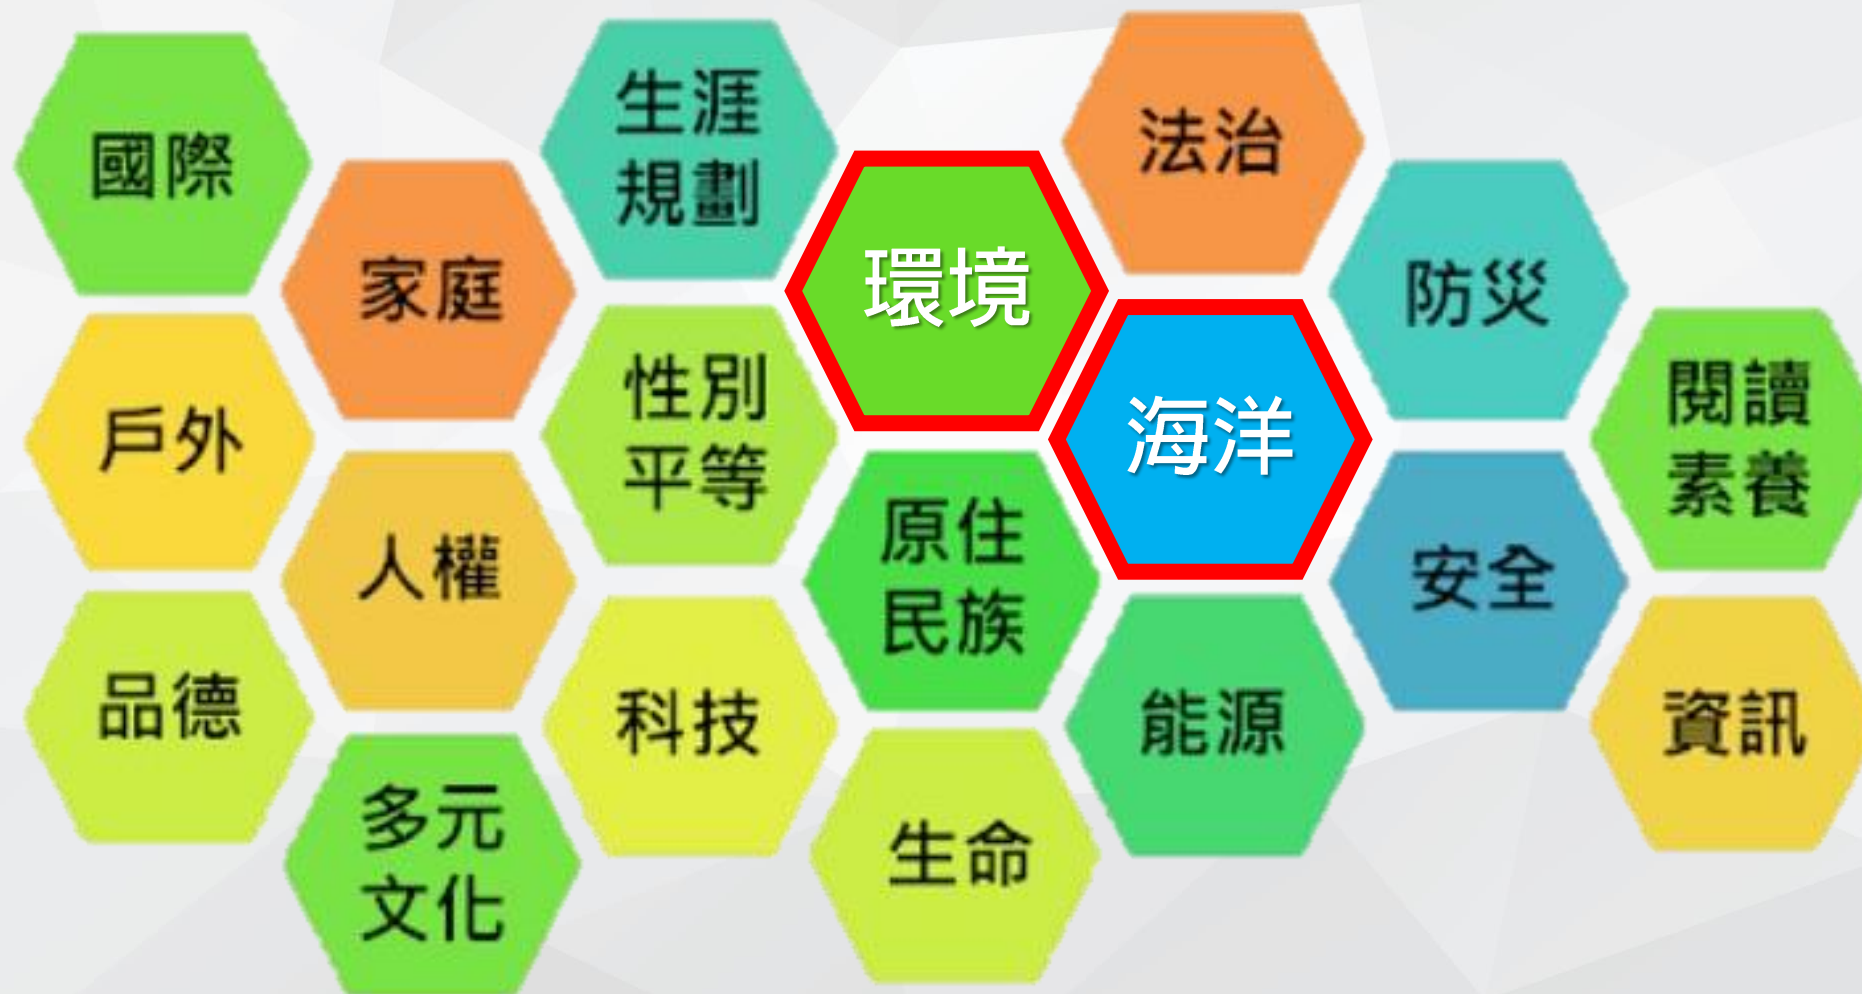 國際
戶外
品德
家庭
人權
多元
文化
生涯
規劃
性別
平等
科技
環境
原住
民族
生命
法治
海洋
能源
防災
安全
閱讀
素養
資訊